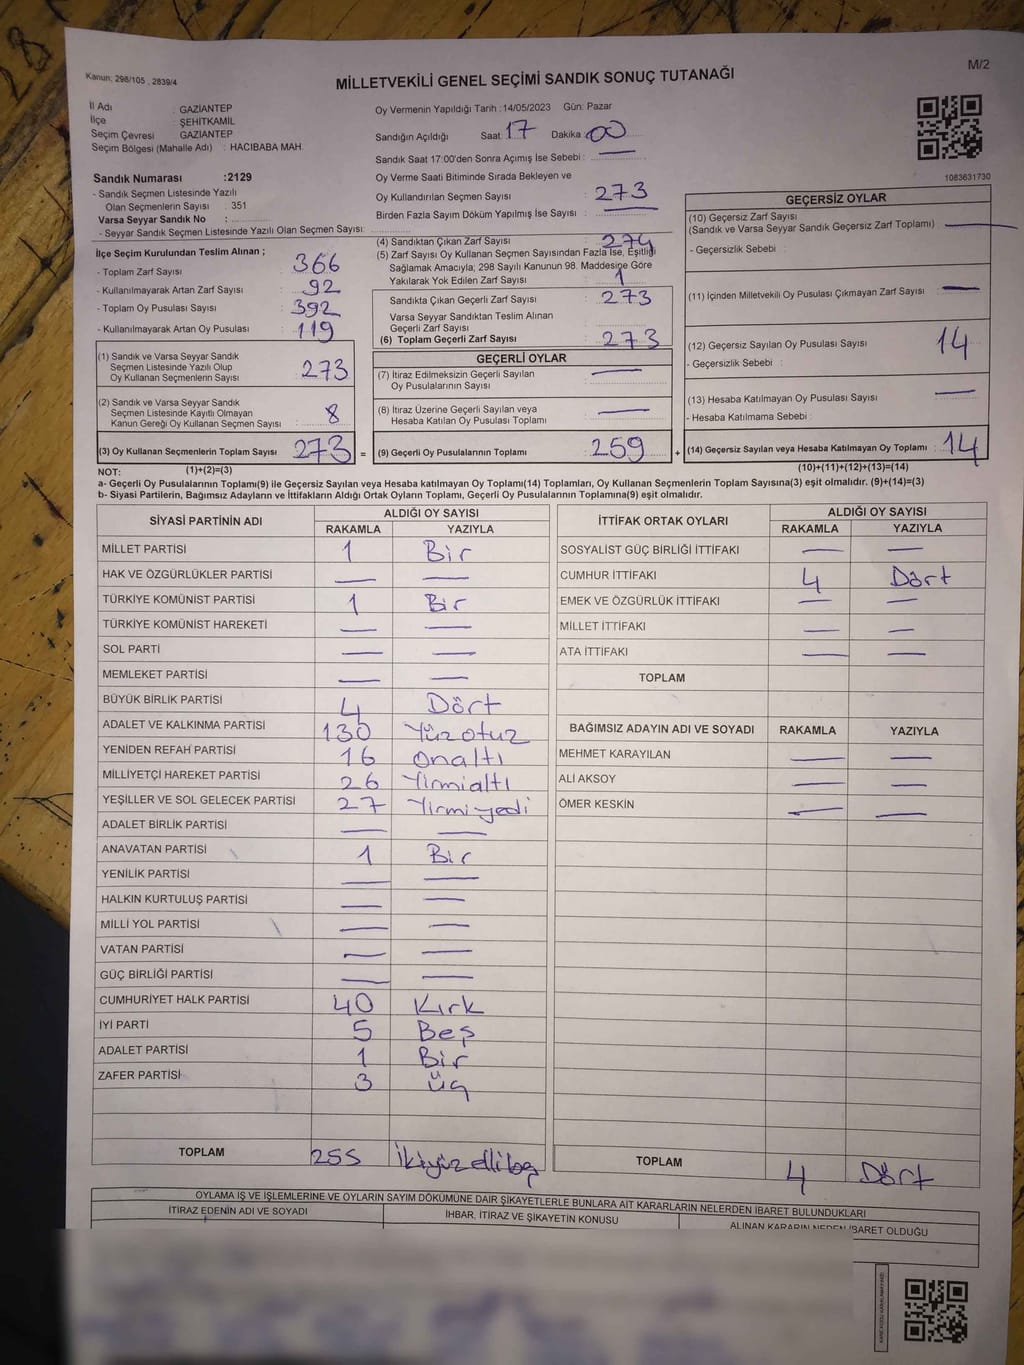 M/2
Kanun; 298/105 , 2839/4
MİLLETVEKİLİ GENEL SEÇİMİ SANDIK SONUÇ TUTANAĞI
İl Adı : GAZİANTEP
İlçe : ŞEHİTKAMİL
Seçim Çevresi GAZİANTEP
Seçim Bölgesi (Mahalle Adı) : HACIBABA MAH.
Sandık Numarası :2129
- Sandık Seçmen Listesinde Yazılı
Olan Seçmenlerin Sayısı : 351
Varsa Seyyar Sandık No :
- Seyyar Sandık Seçmen Listesinde Yazılı Olan Seçmen Sayısı:
Oy Vermenin Yapıldığı Tarih :14/05/2023 Gün: Pazar
Sandığın Açıldığı Saat: 17 Dakika: 00
Sandık Saat 17:00'den Sonra Açımış İse Sebebi : —
Oy Verme Saati Bitiminde Sırada Bekleyen ve
Oy Kullandırılan Seçmen Sayısı : 273
Birden Fazla Sayım Döküm Yapılmış İse Sayısı : —
1083631730
İlçe Seçim Kurulundan Teslim Alınan ;
- Toplam Zarf Sayısı : 366
- Kullanılmayarak Artan Zarf Sayısı : 92
- Toplam Oy Pusulası Sayısı : 392
- Kullanılmayarak Artan Oy Pusulası : 119
(1) Sandık ve Varsa Seyyar Sandık
Seçmen Listesinde Yazılı Olup
Oy Kullanan Seçmenlerin Sayısı : 273
(2) Sandık ve Varsa Seyyar Sandık
Seçmen Listesinde Kayıtlı Olmayan
Kanun Gereği Oy Kullanan Seçmen Sayısı : 8
(3) Oy Kullanan Seçmenlerin Toplam Sayısı : 273 =
(4) Sandıktan Çıkan Zarf Sayısı : 274
(5) Zarf Sayısı Oy Kullanan Seçmen Sayısından Fazla İse, Eşitliği
Sağlamak Amacıyla; 298 Sayılı Kanunun 98. Maddesine Göre
Yakılarak Yok Edilen Zarf Sayısı : 1
Sandıkta Çıkan Geçerli Zarf Sayısı : 273
Varsa Seyyar Sandıktan Teslim Alınan
Geçerli Zarf Sayısı
(6) Toplam Geçerli Zarf Sayısı : 273
GEÇERLİ OYLAR
(7) İtiraz Edilmeksizin Geçerli Sayılan
Oy Pusulalarının Sayısı : —
(8) İtiraz Üzerine Geçerli Sayılan veya
Hesaba Katılan Oy Pusulası Toplamı : —
(9) Geçerli Oy Pusulalarının Toplamı : 259 +
GEÇERSİZ OYLAR
(10) Geçersiz Zarf Sayısı
(Sandık ve Varsa Seyyar Sandık Geçersiz Zarf Toplamı) : —
- Geçersizlik Sebebi :
(11) İçinden Milletvekili Oy Pusulası Çıkmayan Zarf Sayısı : —
(12) Geçersiz Sayılan Oy Pusulası Sayısı : 14
- Geçersizlik Sebebi :
(13) Hesaba Katılmayan Oy Pusulası Sayısı : —
- Hesaba Katılmama Sebebi :
(14) Geçersiz Sayılan veya Hesaba Katılmayan Oy Toplamı : 14
NOT: (1)+(2)=(3) (10)+(11)+(12)+(13)=(14)
a- Geçerli Oy Pusulalarının Toplamı(9) ile Geçersiz Sayılan veya Hesaba katılmayan Oy Toplamı(14) Toplamları, Oy Kullanan Seçmenlerin Toplam Sayısına(3) eşit olmalıdır. (9)+(14)=(3)
b- Siyasi Partilerin, Bağımsız Adayların ve İttifakların Aldığı Ortak Oyların Toplamı, Geçerli Oy Pusulalarının Toplamına(9) eşit olmalıdır.
SİYASİ PARTİNİN ADI ALDIĞI OY SAYISI
RAKAMLA YAZIYLA
MİLLET PARTİSİ 1 Bir
HAK VE ÖZGÜRLÜKLER PARTİSİ — —
TÜRKİYE KOMÜNİST PARTİSİ 1 Bir
TÜRKİYE KOMÜNİST HAREKETİ — —
SOL PARTİ — —
MEMLEKET PARTİSİ — —
BÜYÜK BİRLİK PARTİSİ 4 Dört
ADALET VE KALKINMA PARTİSİ 130 Yüzotuz
YENİDEN REFAH PARTİSİ 16 Onaltı
MİLLİYETÇİ HAREKET PARTİSİ 26 Yirmialtı
YEŞİLLER VE SOL GELECEK PARTİSİ 27 Yirmiyedi
ADALET BİRLİK PARTİSİ — —
ANAVATAN PARTİSİ 1 Bir
YENİLİK PARTİSİ — —
HALKIN KURTULUŞ PARTİSİ — —
MİLLİ YOL PARTİSİ — —
VATAN PARTİSİ — —
GÜÇ BİRLİĞİ PARTİSİ — —
CUMHURİYET HALK PARTİSİ 40 Kırk
İYİ PARTİ 5 Beş
ADALET PARTİSİ 1 Bir
ZAFER PARTİSİ 3 Üç
TOPLAM 255 İkiyüzellibeş
İTTİFAK ORTAK OYLARI ALDIĞI OY SAYISI
RAKAMLA YAZIYLA
SOSYALİST GÜÇ BİRLİĞİ İTTİFAKI — —
CUMHUR İTTİFAKI 4 Dört
EMEK VE ÖZGÜRLÜK İTTİFAKI — —
MİLLET İTTİFAKI — —
ATA İTTİFAKI — —
TOPLAM
BAĞIMSIZ ADAYIN ADI VE SOYADI RAKAMLA YAZIYLA
MEHMET KARAYILAN — —
ALİ AKSOY — —
ÖMER KESKİN — —
TOPLAM 4 Dört
OYLAMA İŞ VE İŞLEMLERİNE VE OYLARIN SAYIM DÖKÜMÜNE DAİR ŞİKAYETLERLE BUNLARA AİT KARARLARIN NELERDEN İBARET BULUNDUKLARI
İTİRAZ EDENİN ADI VE SOYADI İHBAR, İTİRAZ VE ŞİKAYETİN KONUSU ALINAN KARARIN NEDEN İBARET OLDUĞU